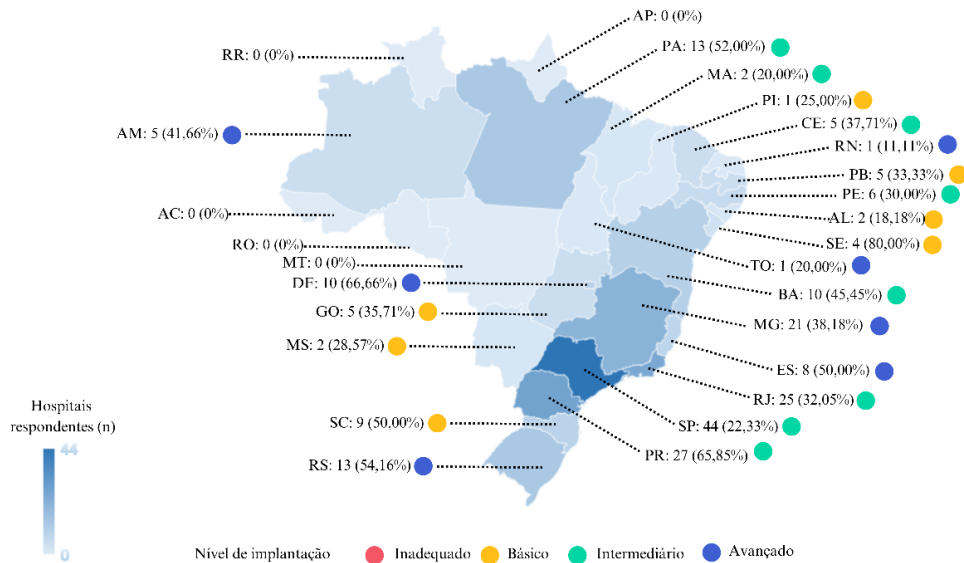 AP: 0 (0%)
PA: 13 (52,00%)
RR: 0 (0%)
MA: 2 (20,00%)
PI: 1 (25,00%)
CE: 5 (37,71%)
AM: 5 (41,66%)
RN: 1 (11,11%)
PB: 5 (33,33%)
PE: 6 (30,00%)
AC: 0 (0%)
AL: 2 (18,18%)
RO: 0 (0%)
SE: 4 (80,00%)
MT: 0 (0%)
TO: 1 (20,00%)
DF: 10 (66,66%)
BA: 10 (45,45%)
GO: 5 (35,71%)
MG: 21 (38,18%)
MS: 2 (28,57%)
ES: 8 (50,00%)
RJ: 25 (32,05%)
Hospitais
respondentes (n)
SC: 9 (50,00%)
SP: 44 (22,33%)
44
PR: 27 (65,85%)
RS: 13 (54,16%)
0
Nível de implantação Inadequado Básico Intermediário Avançado